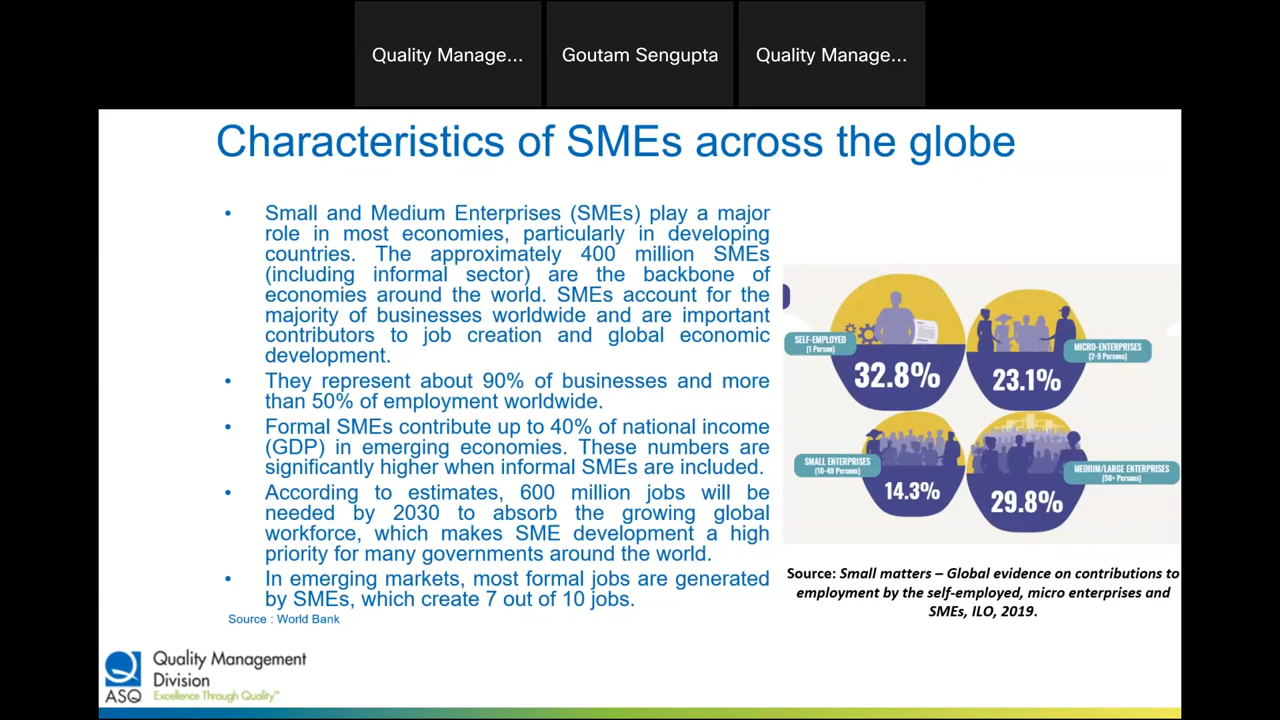 Quality Manage...
Goutam Sengupta
Quality Manage...
Characteristics of SMEs across the globe
• Small and Medium Enterprises (SMEs) play a major
role in most economies, particularly in developing
countries. The approximately 400 million SMEs
(including informal sector) are the backbone of
economies around the world. SMEs account for the
majority of businesses worldwide and are important
contributors to job creation and global economic
development.
• They represent about 90% of businesses and more
than 50% of employment worldwide.
• Formal SMEs contribute up to 40% of national income
(GDP) in emerging economies. These numbers are
significantly higher when informal SMEs are included.
• According to estimates, 600 million jobs will be
needed by 2030 to absorb the growing global
workforce, which makes SME development a high
priority for many governments around the world.
• In emerging markets, most formal jobs are generated
by SMEs, which create 7 out of 10 jobs.
Source : World Bank
SELF-EMPLOYED
(1 Person)
32.8%
MICRO-ENTERPRISES
(2-9 Persons)
23.1%
SMALL ENTERPRISES
(10-49 Persons)
14.3%
MEDIUM/LARGE ENTERPRISES
(50+ Persons)
29.8%
Source: Small matters – Global evidence on contributions to
employment by the self-employed, micro enterprises and
SMEs, ILO, 2019.
ASQ
Quality Management
Division
Excellence Through Quality™